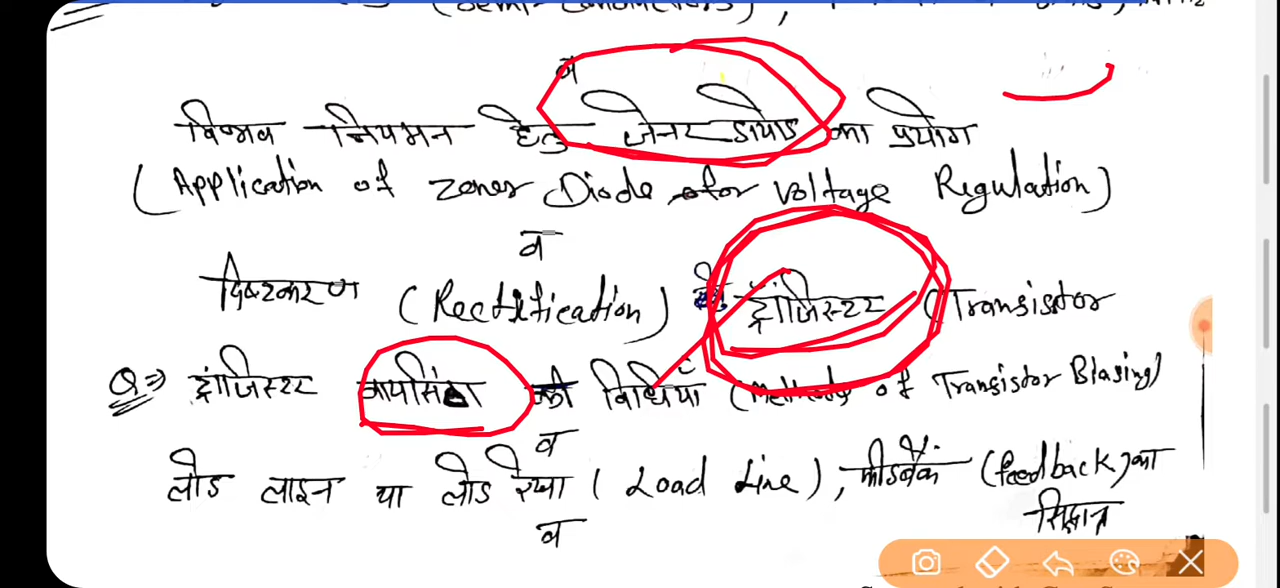 व
विभव नियमन हेतु जेनर डायोड का प्रयोग
(Application of Zener Diode for Voltage Regulation)
व
दिष्टकरण (Rectification) ट्रांजिस्टर (Transistor
Q⇒ ट्रांजिस्टर वायसिंग की विधियाँ (Methods of Transistor Biasing)
व
लोड लाइन या लोड रेखा (Load Line), फीडबैक (feedback) का
सिद्धान्त
व